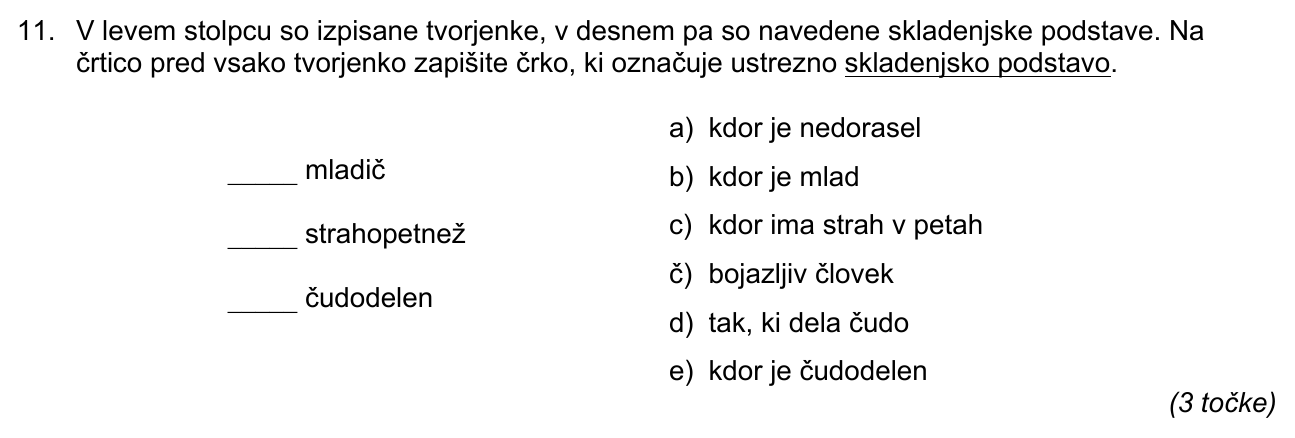 11. V levem stolpcu so izpisane tvorjenke, v desnem pa so navedene skladenjske podstave. Na
črtico pred vsako tvorjenko zapišite črko, ki označuje ustrezno skladenjsko podstavo.
_____ mladič
_____ strahopetnež
_____ čudodelen
a) kdor je nedorasel
b) kdor je mlad
c) kdor ima strah v petah
č) bojazljiv človek
d) tak, ki dela čudo
e) kdor je čudodelen
(3 točke)